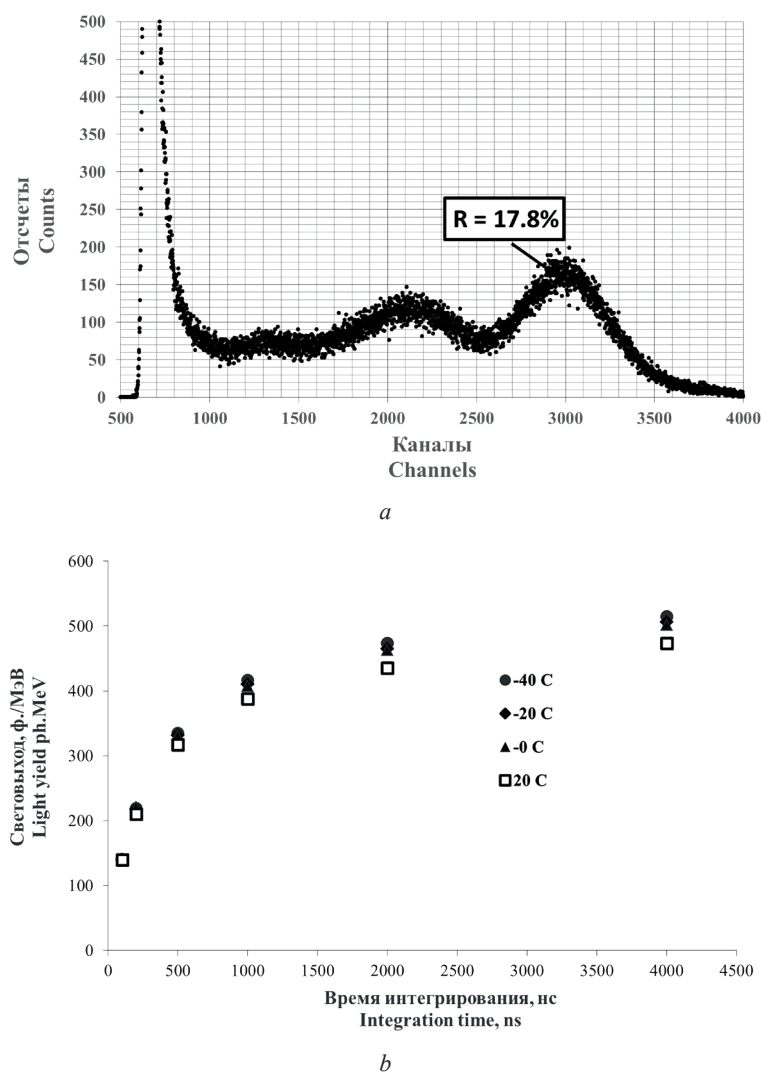 500
450
400
350
300
250
200
150
100
50
0
Отсчеты
Counts
R = 17.8%
500 1000 1500 2000 2500 3000 3500 4000
Каналы
Channels
a
600
500
400
300
200
100
0
Световыход, ф./МэВ
Light yield ph.MeV
-40 C
-20 C
-0 C
20 C
0 500 1000 1500 2000 2500 3000 3500 4000 4500
Время интегрирования, нс
Integration time, ns
b